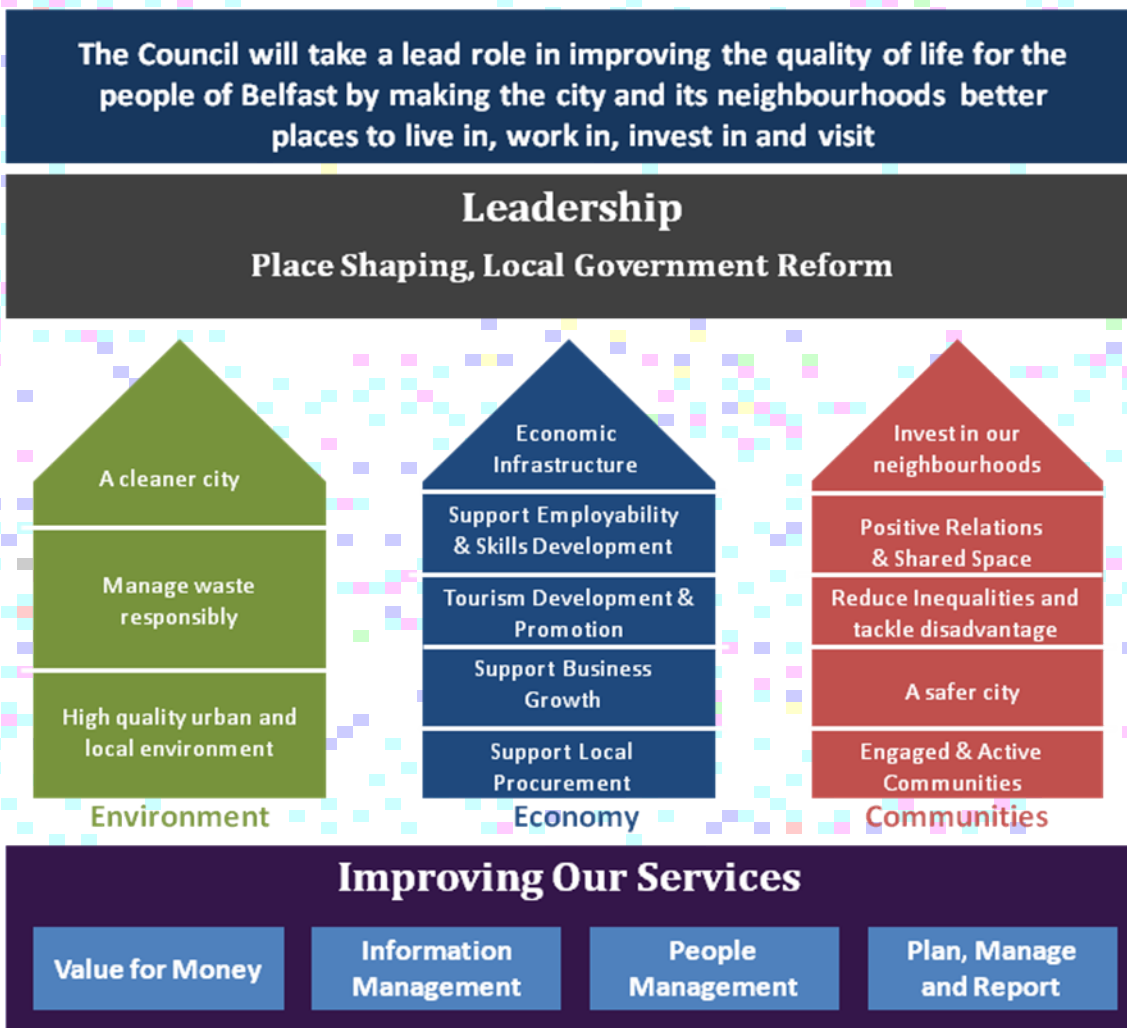 The Council will take a lead role in improving the quality of life for the
people of Belfast by making the city and its neighbourhoods better
places to live in, work in, invest in and visit
Leadership
Place Shaping, Local Government Reform
A cleaner city
Manage waste
responsibly
High quality urban and
local environment
Environment
Economic
Infrastructure
Support Employability
& Skills Development
Tourism Development &
Promotion
Support Business
Growth
Support Local
Procurement
Economy
Invest in our
neighbourhoods
Positive Relations
& Shared Space
Reduce Inequalities and
tackle disadvantage
A safer city
Engaged & Active
Communities
Communities
Improving Our Services
Value for Money
Information
Management
People
Management
Plan, Manage
and Report